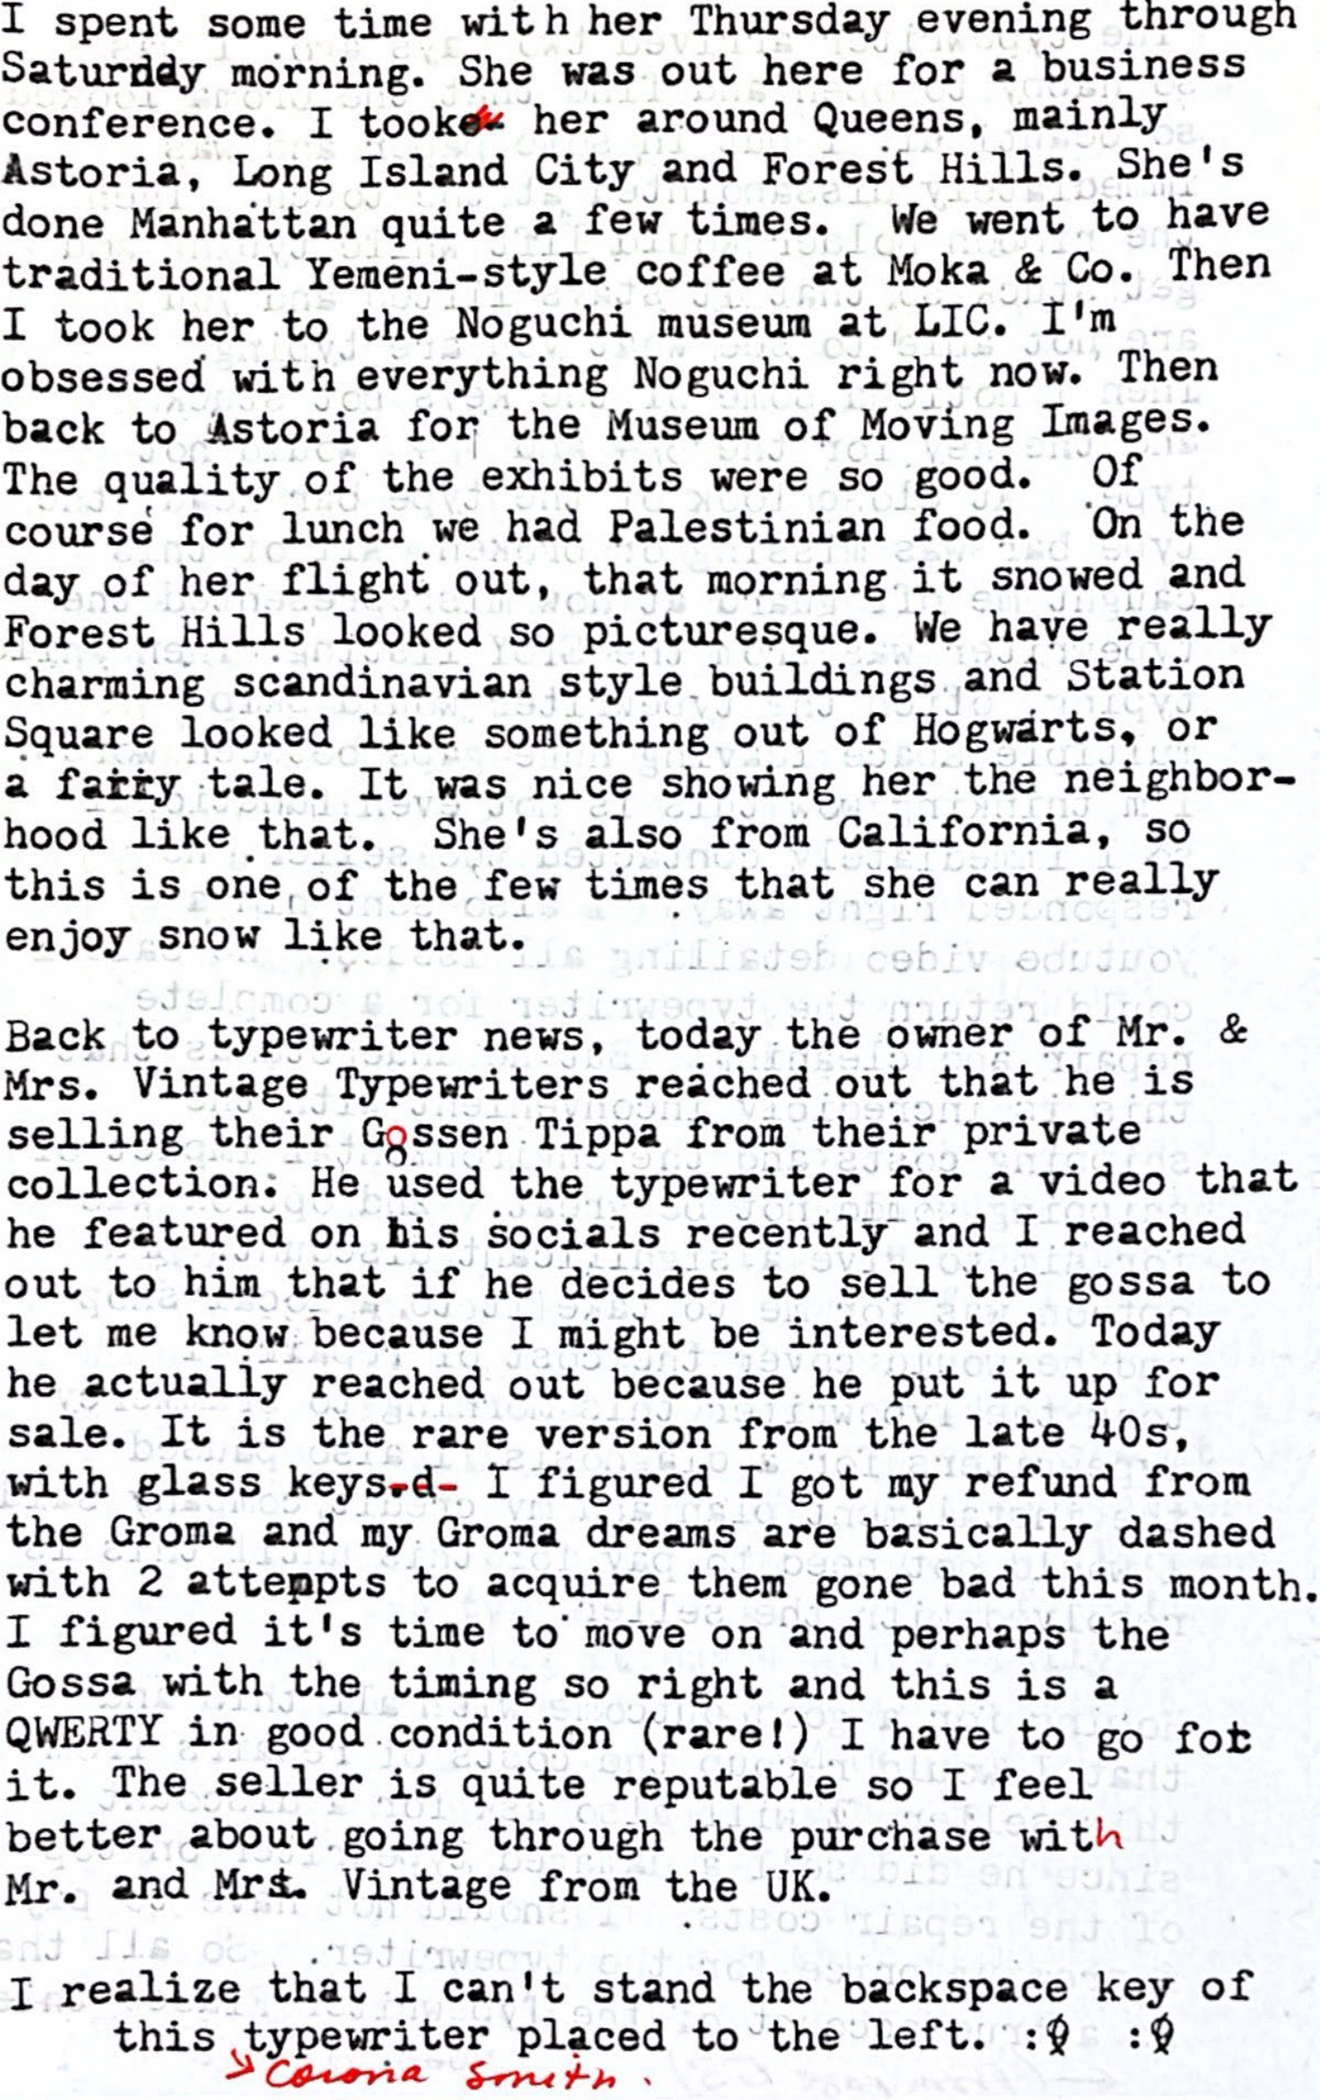 I spent some time with her Thursday evening through
Saturday morning. She was out here for a business
conference. I took her around Queens, mainly
Astoria, Long Island City and Forest Hills. She's
done Manhattan quite a few times.  We went to have
traditional Yemeni-style coffee at Moka & Co. Then
I took her to the Noguchi museum at LIC. I'm
obsessed with everything Noguchi right now. Then
back to Astoria for the Museum of Moving Images.
The quality of the exhibits were so good.  Of
course for lunch we had Palestinian food.  On the
day of her flight out, that morning it snowed and
Forest Hills looked so picturesque. We have really
charming scandinavian style buildings and Station
Square looked like something out of Hogwarts, or
a fairy tale. It was nice showing her the neighbor-
hood like that.  She's also from California, so
this is one of the few times that she can really
enjoy snow like that.

Back to typewriter news, today the owner of Mr. &
Mrs. Vintage Typewriters reached out that he is
selling their Gossen Tippa from their private
collection. He used the typewriter for a video that
he featured on his socials recently and I reached
out to him that if he decides to sell the gossa to
let me know because I might be interested. Today
he actually reached out because he put it up for
sale. It is the rare version from the late 40s,
with glass keys. I figured I got my refund from
the Groma and my Groma dreams are basically dashed
with 2 attempts to acquire them gone bad this month.
I figured it's time to move on and perhaps the
Gossa with the timing so right and this is a
QWERTY in good condition (rare!) I have to go for
it. The seller is quite reputable so I feel
better about going through the purchase with
Mr. and Mrs. Vintage from the UK.

I realize that I can't stand the backspace key of
this typewriter placed to the left.
Corona Smith.